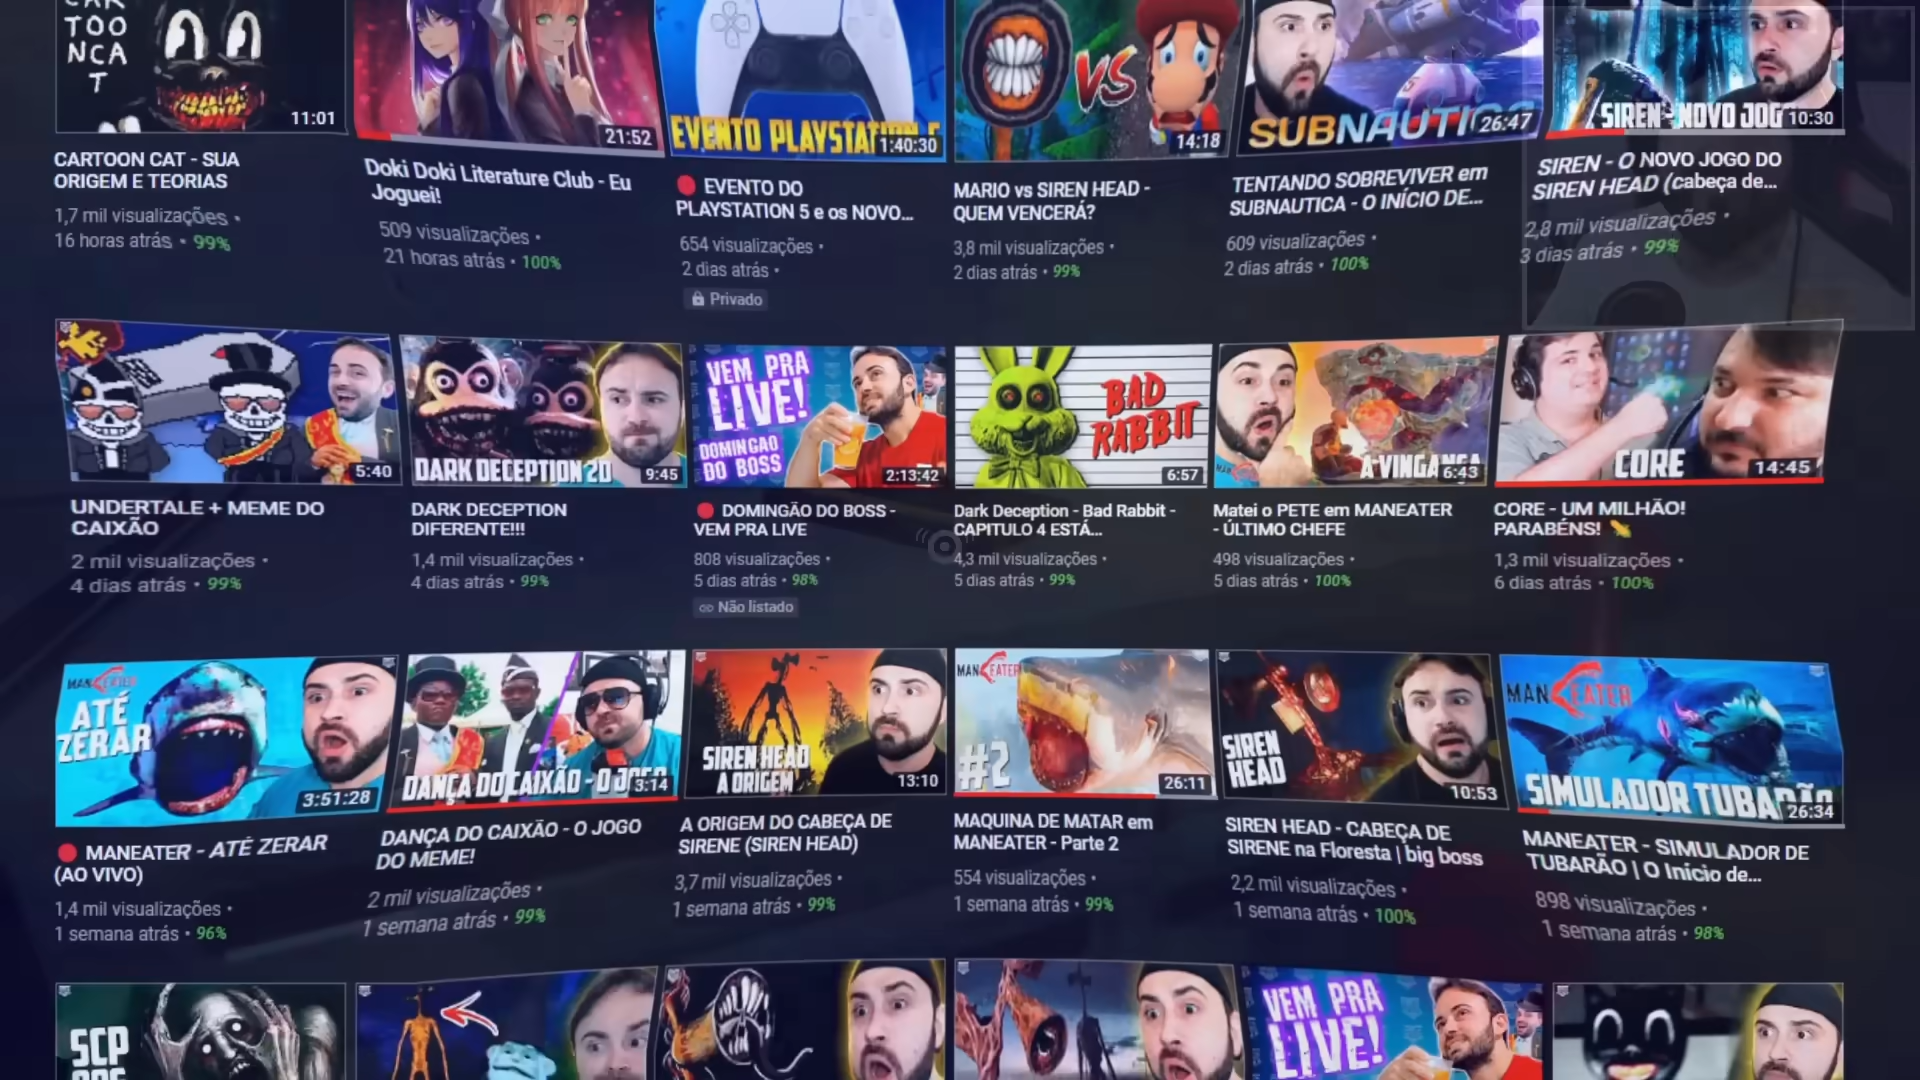 CAR
TOO
NCA
T
11:01
21:52
EVENTO PLAYSTATION 5
1:40:30
VS
14:18
SUBNAUTICA
26:47
SIREN - NOVO JOGO
10:30
CARTOON CAT - SUA
ORIGEM E TEORIAS
1,7 mil visualizações •
16 horas atrás • 99%
Doki Doki Literature Club - Eu
Joguei!
509 visualizações •
21 horas atrás • 100%
EVENTO DO
PLAYSTATION 5 e os NOVO...
654 visualizações •
2 dias atrás •
Privado
MARIO vs SIREN HEAD -
QUEM VENCERÁ?
3,8 mil visualizações •
2 dias atrás • 99%
TENTANDO SOBREVIVER em
SUBNAUTICA - O INÍCIO DE...
609 visualizações •
2 dias atrás • 100%
SIREN - O NOVO JOGO DO
SIREN HEAD (cabeça de...
2,8 mil visualizações •
3 dias atrás • 99%
5:40
DARK DECEPTION 2D
9:45
VEM PRA
LIVE!
DOMINGAO
DO BOSS
2:13:42
BAD
RABBIT
6:57
A VINGANÇA
6:43
CORE
14:45
UNDERTALE + MEME DO
CAIXÃO
2 mil visualizações •
4 dias atrás • 99%
DARK DECEPTION
DIFERENTE!!!
1,4 mil visualizações •
4 dias atrás • 99%
DOMINGÃO DO BOSS -
VEM PRA LIVE
808 visualizações •
5 dias atrás • 98%
Não listado
Dark Deception - Bad Rabbit -
CAPITULO 4 ESTÁ...
4,3 mil visualizações •
5 dias atrás • 99%
Matei o PETE em MANEATER
- ÚLTIMO CHEFE
498 visualizações •
5 dias atrás • 100%
CORE - UM MILHÃO!
PARABÉNS! 🌽
1,3 mil visualizações •
6 dias atrás • 100%
MANEATER
ATÉ
ZERAR
3:51:28
DANÇA DO CAIXÃO - O JOGO
3:14
SIREN HEAD
A ORIGEM
13:10
MANEATER
#2
26:11
SIREN
HEAD
10:53
MANEATER
SIMULADOR TUBARÃO
26:34
MANEATER - ATÉ ZERAR
(AO VIVO)
1,4 mil visualizações •
1 semana atrás • 96%
DANÇA DO CAIXÃO - O JOGO
DO MEME!
2 mil visualizações •
1 semana atrás • 99%
A ORIGEM DO CABEÇA DE
SIRENE (SIREN HEAD)
3,7 mil visualizações •
1 semana atrás • 99%
MAQUINA DE MATAR em
MANEATER - Parte 2
554 visualizações •
1 semana atrás • 99%
SIREN HEAD - CABEÇA DE
SIRENE na Floresta | big boss
2,2 mil visualizações •
1 semana atrás • 100%
MANEATER - SIMULADOR DE
TUBARÃO | O Inicio de...
898 visualizações •
1 semana atrás • 98%
SCP
VEM PRA
LIVE!